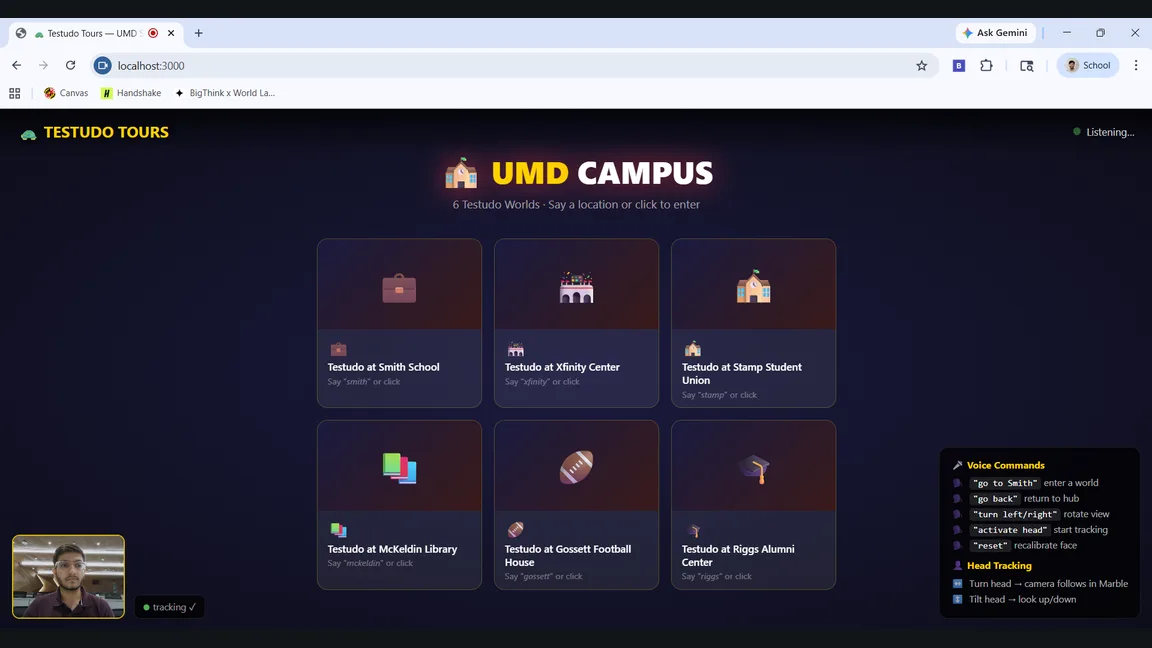 Testudo Tours — UMD
Ask Gemini
localhost:3000
B
School
Canvas
Handshake
BigThink x World La...
TESTUDO TOURS
Listening...
UMD CAMPUS
6 Testudo Worlds · Say a location or click to enter
Testudo at Smith School
Say "smith" or click
Testudo at Xfinity Center
Say "xfinity" or click
Testudo at Stamp Student
Union
Say "stamp" or click
Testudo at McKeldin Library
Say "mckeldin" or click
Testudo at Gossett Football
House
Say "gossett" or click
Testudo at Riggs Alumni
Center
Say "riggs" or click
tracking ✓
Voice Commands
"go to Smith" enter a world
"go back" return to hub
"turn left/right" rotate view
"activate head" start tracking
"reset" recalibrate face
Head Tracking
Turn head → camera follows in Marble
Tilt head → look up/down